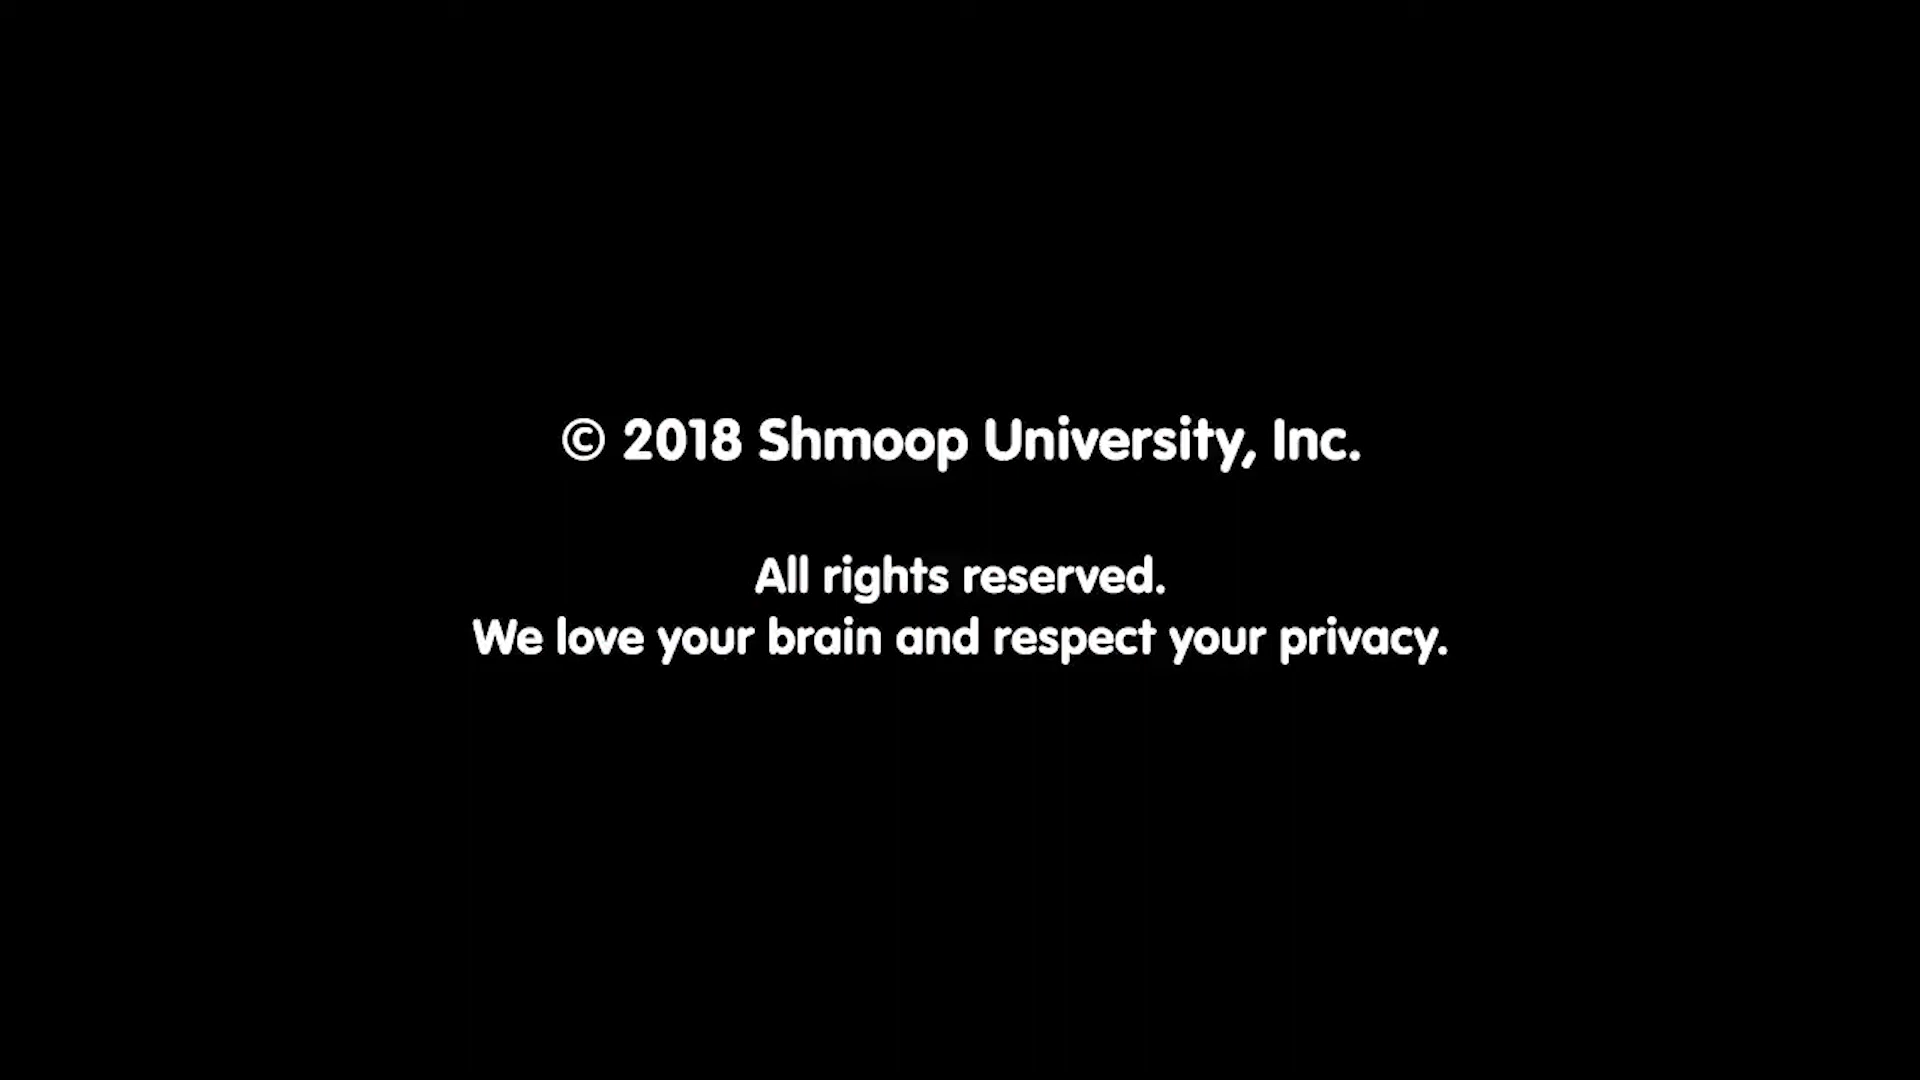 © 2018 Shmoop University, Inc.
All rights reserved.
We love your brain and respect your privacy.